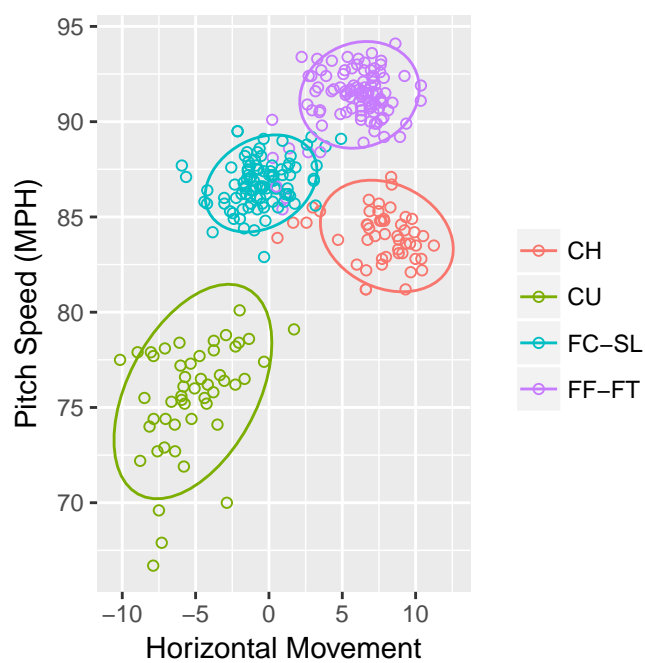 95
90
85
80
75
70
Pitch Speed (MPH)
−10
−5
0
5
10
Horizontal Movement
CH
CU
FC−SL
FF−FT